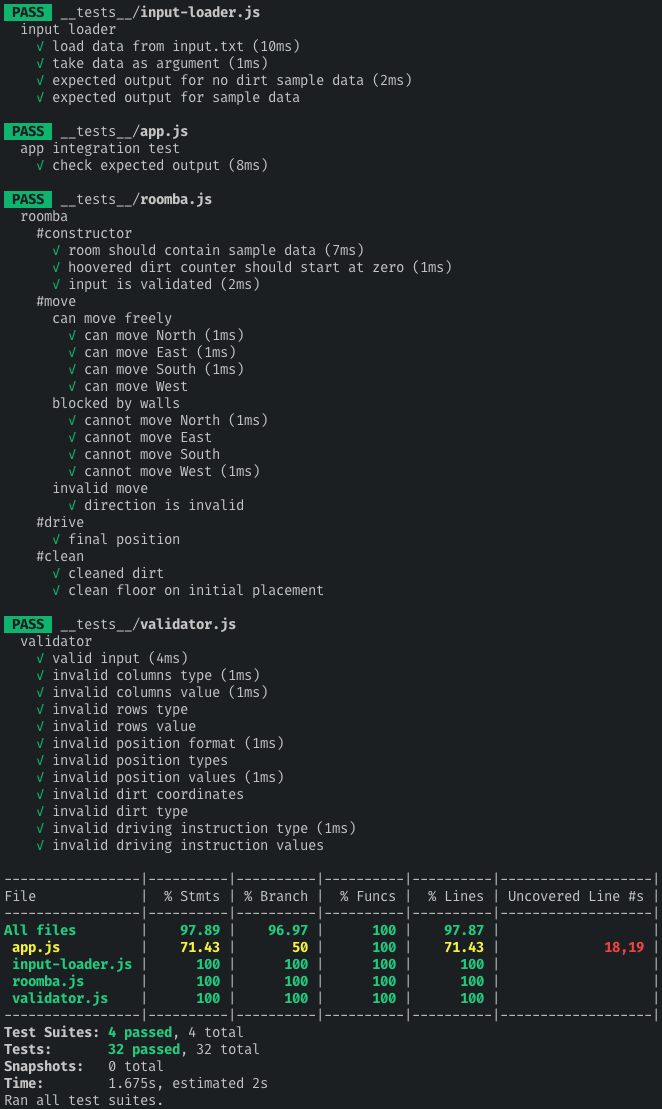 PASS __tests__/input-loader.js
  input loader
    √ load data from input.txt (10ms)
    √ take data as argument (1ms)
    √ expected output for no dirt sample data (2ms)
    √ expected output for sample data

PASS __tests__/app.js
  app integration test
    √ check expected output (8ms)

PASS __tests__/roomba.js
  roomba
    #constructor
      √ room should contain sample data (7ms)
      √ hoovered dirt counter should start at zero (1ms)
      √ input is validated (2ms)
    #move
      can move freely
        √ can move North (1ms)
        √ can move East (1ms)
        √ can move South (1ms)
        √ can move West
      blocked by walls
        √ cannot move North (1ms)
        √ cannot move East
        √ cannot move South
        √ cannot move West (1ms)
      invalid move
        √ direction is invalid
    #drive
      √ final position
    #clean
      √ cleaned dirt
      √ clean floor on initial placement

PASS __tests__/validator.js
  validator
    √ valid input (4ms)
    √ invalid columns type (1ms)
    √ invalid columns value (1ms)
    √ invalid rows type
    √ invalid rows value
    √ invalid position format (1ms)
    √ invalid position types
    √ invalid position values (1ms)
    √ invalid dirt coordinates
    √ invalid dirt type
    √ invalid driving instruction type (1ms)
    √ invalid driving instruction values

-----------------|----------|----------|----------|----------|-------------------|
File             |  % Stmts | % Branch |  % Funcs |  % Lines | Uncovered Line #s |
-----------------|----------|----------|----------|----------|-------------------|
All files        |    97.89 |    96.97 |      100 |    97.87 |                   |
 app.js          |    71.43 |       50 |      100 |    71.43 |             18,19 |
 input-loader.js |      100 |      100 |      100 |      100 |                   |
 roomba.js       |      100 |      100 |      100 |      100 |                   |
 validator.js    |      100 |      100 |      100 |      100 |                   |
-----------------|----------|----------|----------|----------|-------------------|
Test Suites: 4 passed, 4 total
Tests:       32 passed, 32 total
Snapshots:   0 total
Time:        1.675s, estimated 2s
Ran all test suites.